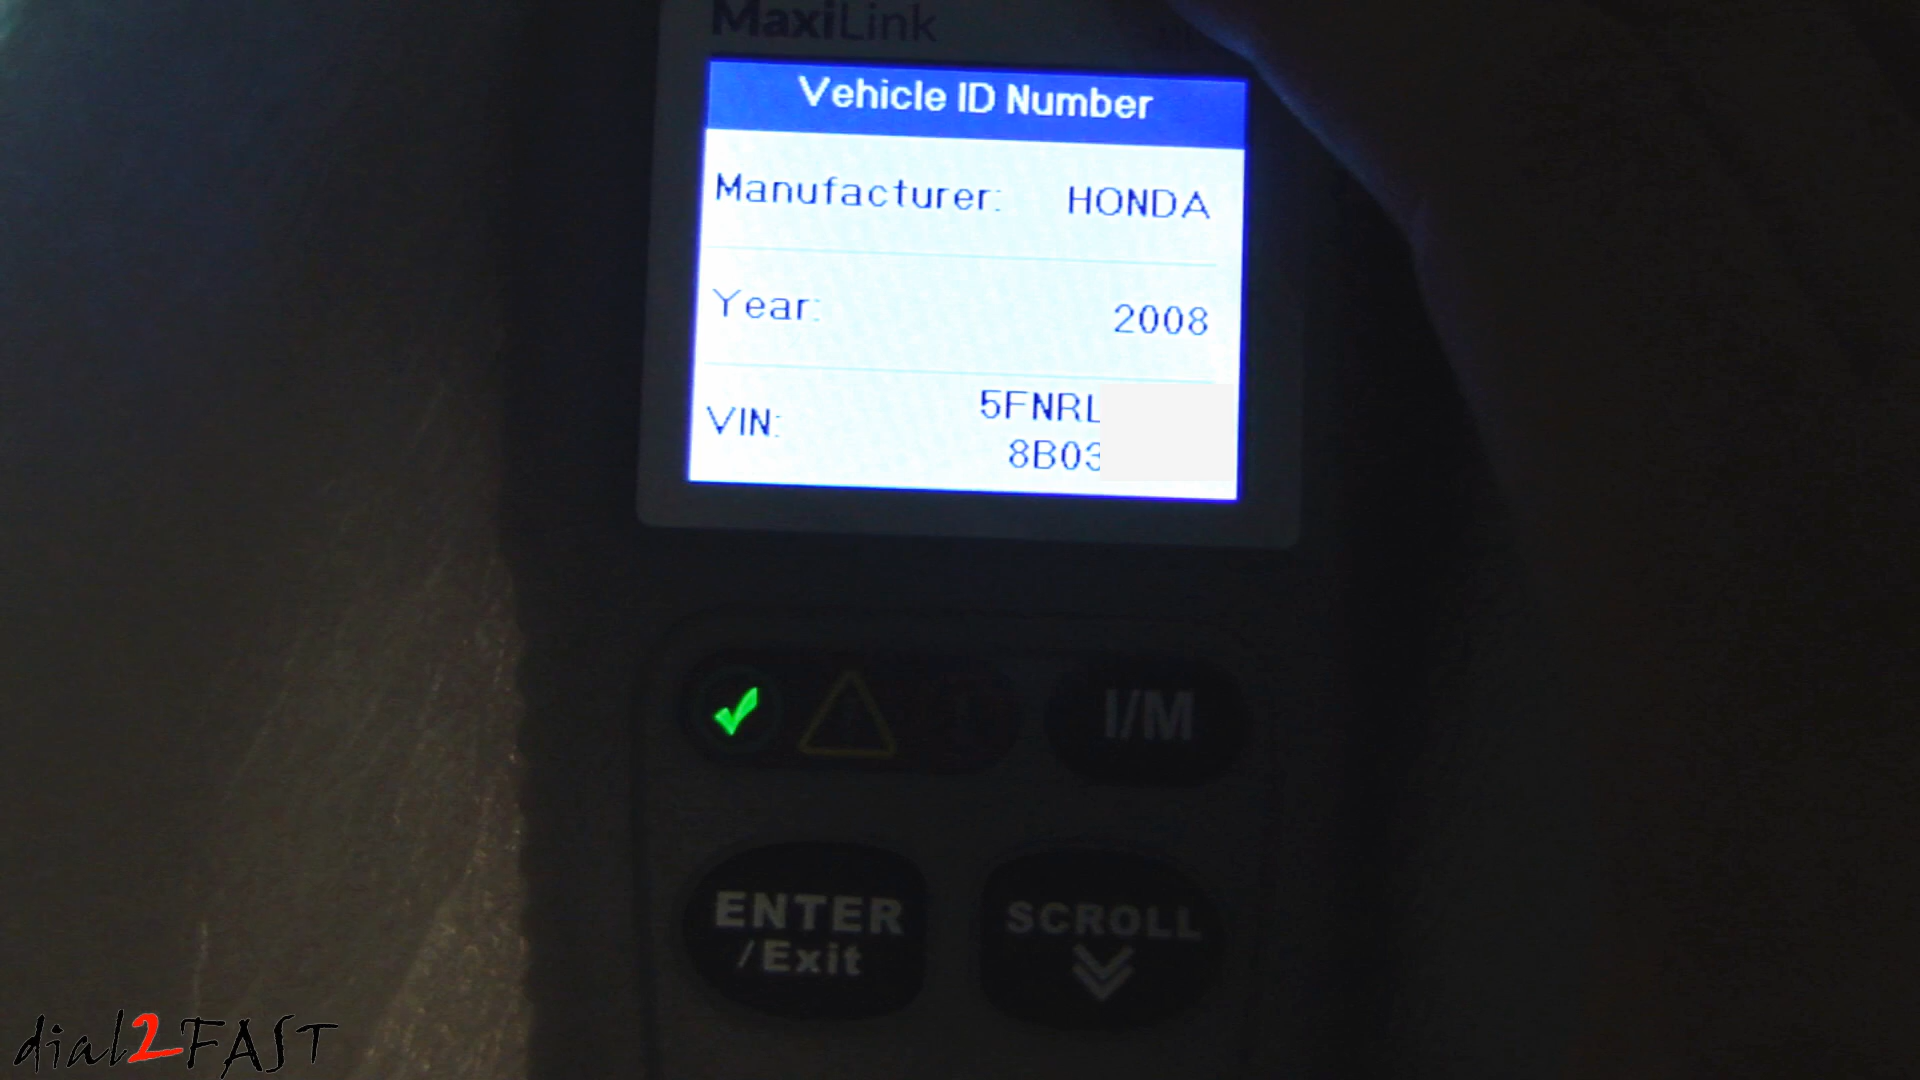 MaxiLink
Vehicle ID Number
Manufacturer: HONDA
Year: 2008
VIN: 5FNRL
8B03
I/M
ENTER
/Exit
SCROLL
dial2FAST